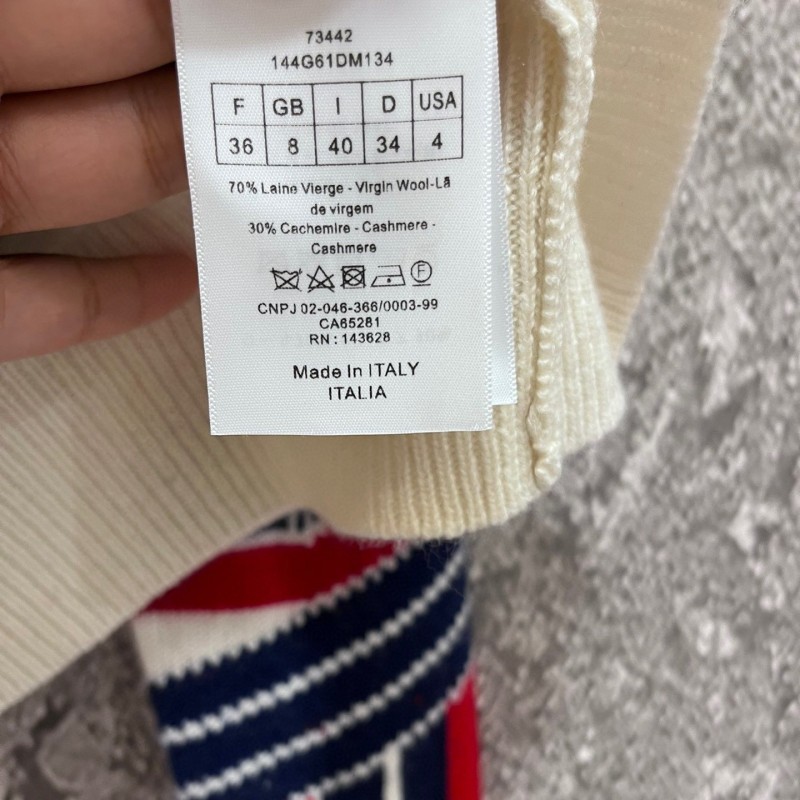 73442
144G61DM134
F GB I D USA
36 8 40 34 4
70% Laine Vierge - Virgin Wool-Lã
de virgem
30% Cachemire - Cashmere -
Cashmere
F
CNPJ 02-046-366/0003-99
CA65281
RN : 143628
Made In ITALY
ITALIA